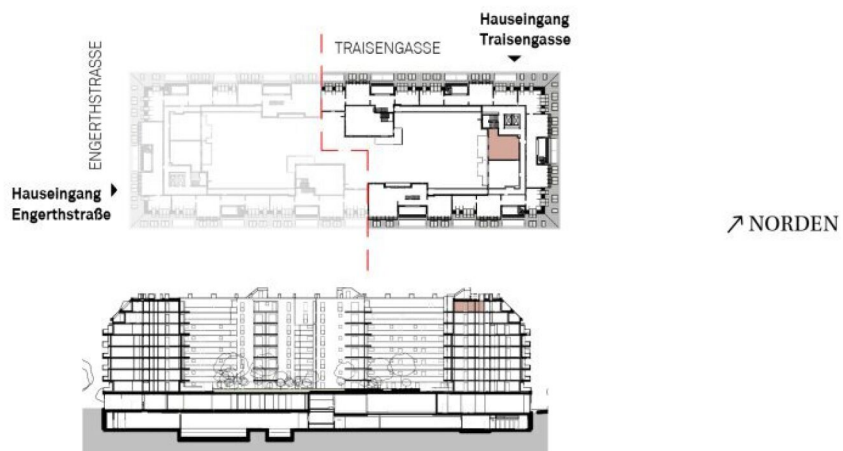 Hauseingang
Traisengasse
TRAISENGASSE
ENGERTHSTRASSE
Hauseingang
Engerthstraße
NORDEN